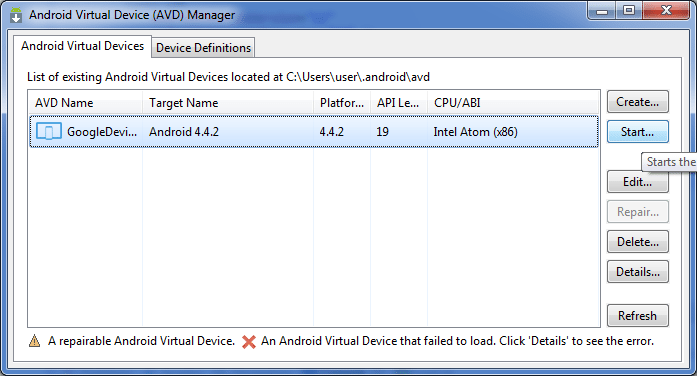 Android Virtual Device (AVD) Manager
Android Virtual Devices Device Definitions
List of existing Android Virtual Devices located at C:\Users\user\.android\avd
AVD Name Target Name Platfor... API Le... CPU/ABI
GoogleDevi... Android 4.4.2 4.4.2 19 Intel Atom (x86)
Create...
Start...
Starts the
Edit...
Repair...
Delete...
Details...
Refresh
A repairable Android Virtual Device. An Android Virtual Device that failed to load. Click 'Details' to see the error.